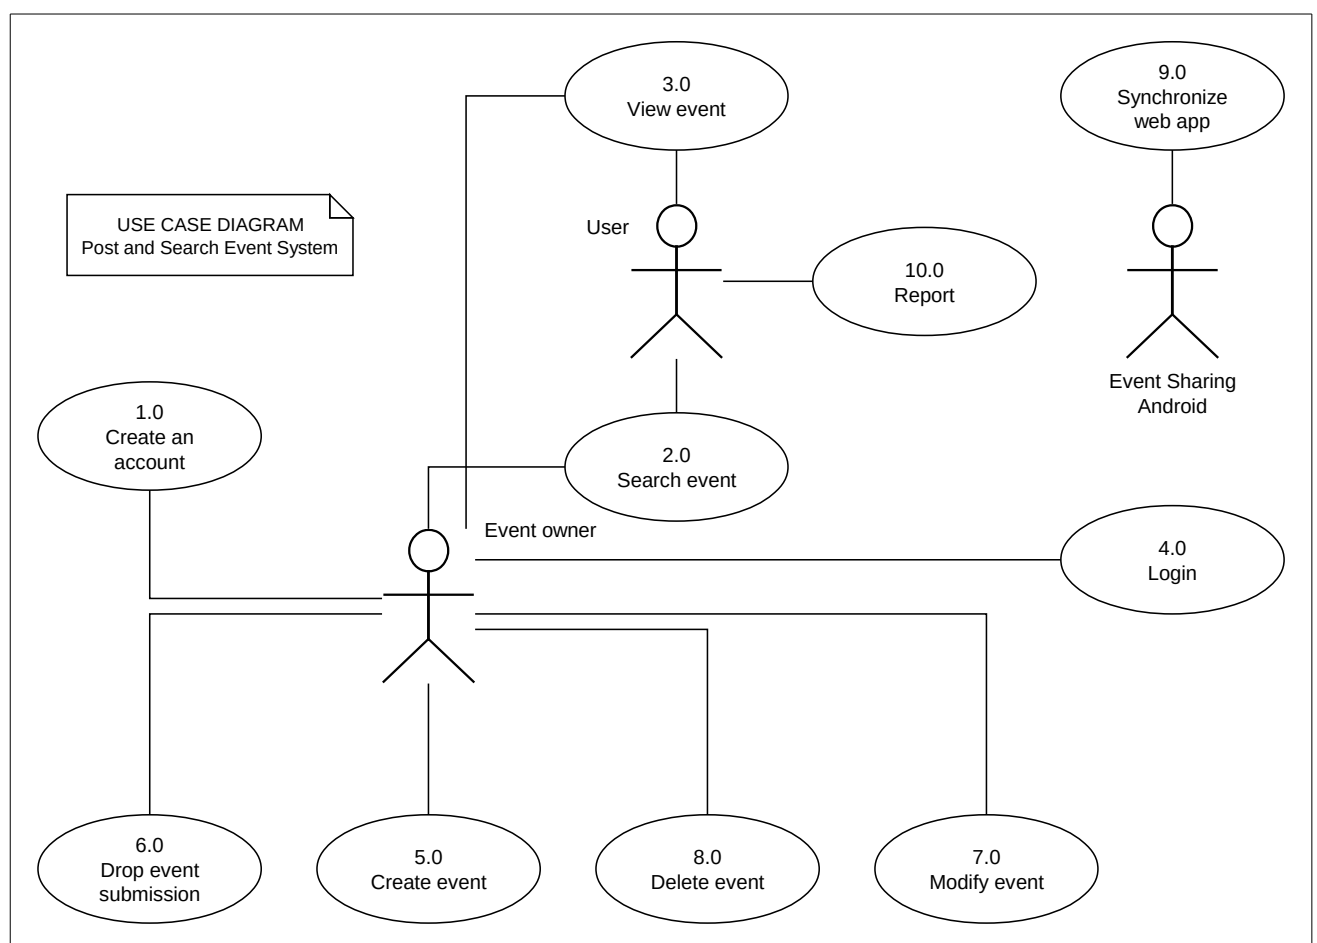 3.0
View event
9.0
Synchronize
web app
USE CASE DIAGRAM
Post and Search Event System
User
10.0
Report
Event Sharing
Android
1.0
Create an
account
2.0
Search event
Event owner
4.0
Login
6.0
Drop event
submission
5.0
Create event
8.0
Delete event
7.0
Modify event